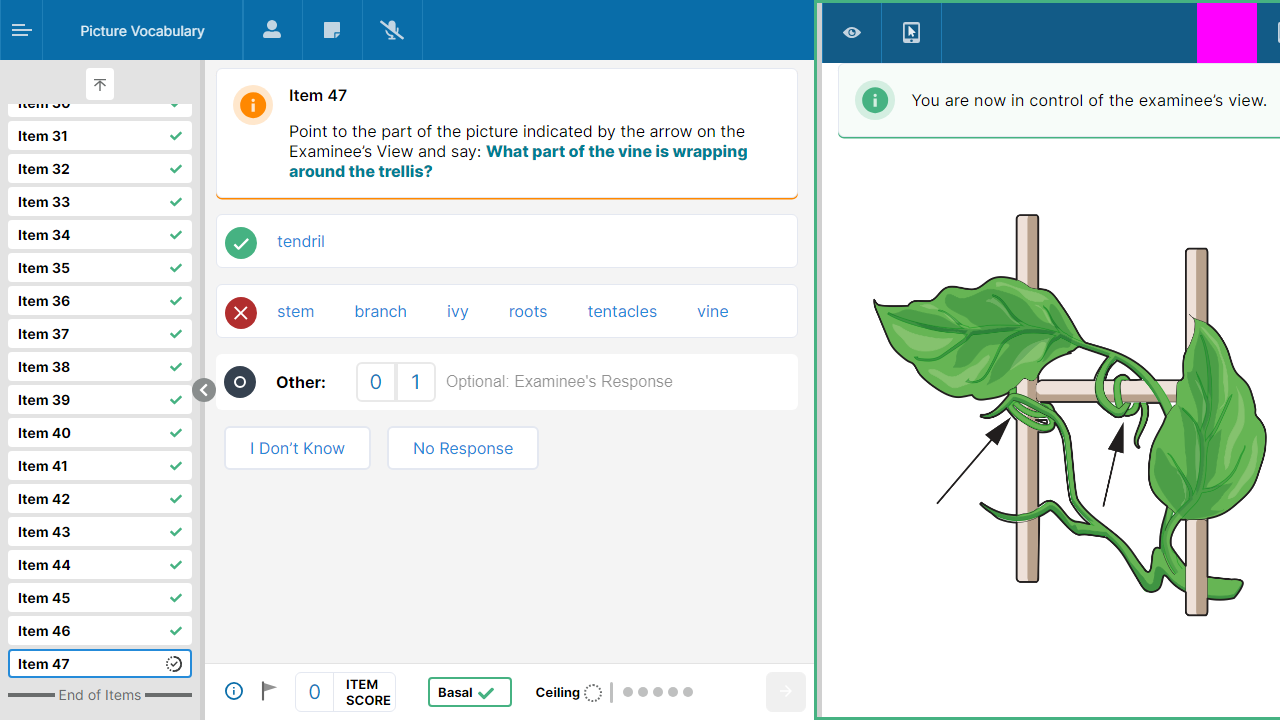 Picture Vocabulary
Item 30
Item 31
Item 32
Item 33
Item 34
Item 35
Item 36
Item 37
Item 38
Item 39
Item 40
Item 41
Item 42
Item 43
Item 44
Item 45
Item 46
Item 47
End of Items
Item 47
Point to the part of the picture indicated by the arrow on the
Examinee’s View and say: What part of the vine is wrapping
around the trellis?
tendril
stem branch ivy roots tentacles vine
Other: 0 1 Optional: Examinee's Response
I Don’t Know No Response
0 ITEM
SCORE
Basal Ceiling
You are now in control of the examinee’s view.